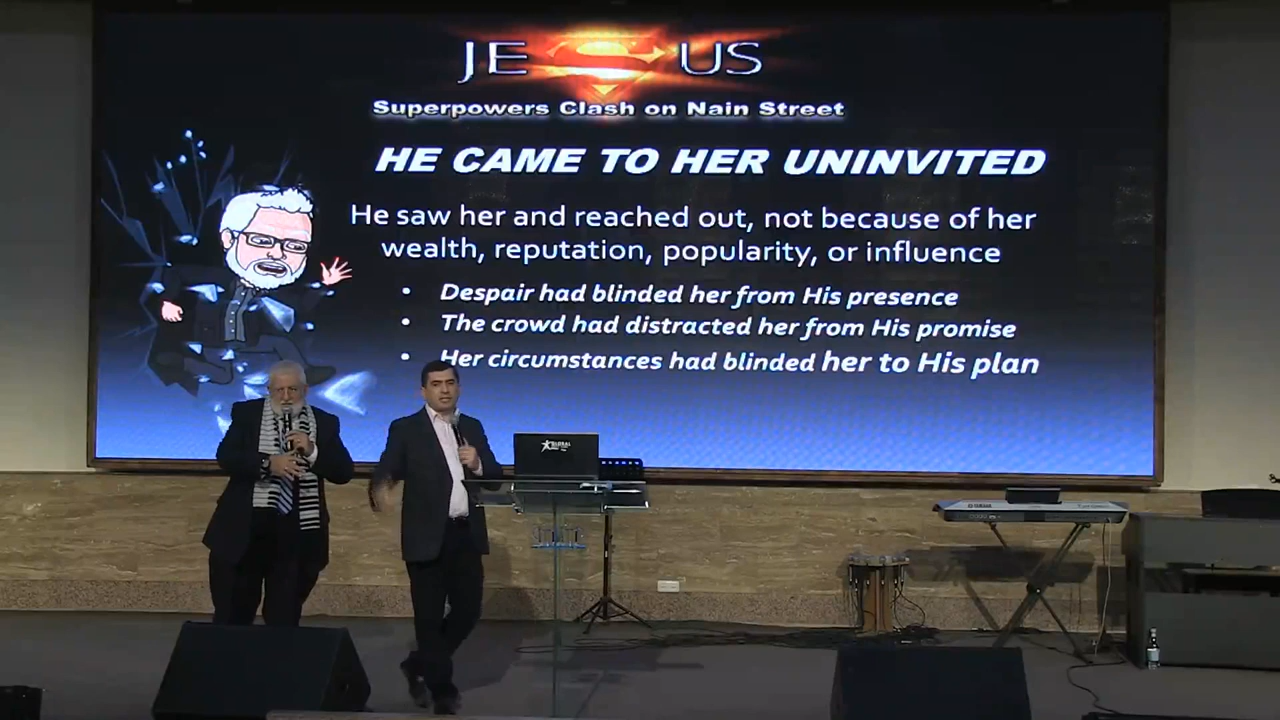 JESUS
Superpowers Clash on Nain Street
HE CAME TO HER UNINVITED
He saw her and reached out, not because of her
wealth, reputation, popularity, or influence
• Despair had blinded her from His presence
• The crowd had distracted her from His promise
• Her circumstances had blinded her to His plan
GLOBAL
YAMAHA